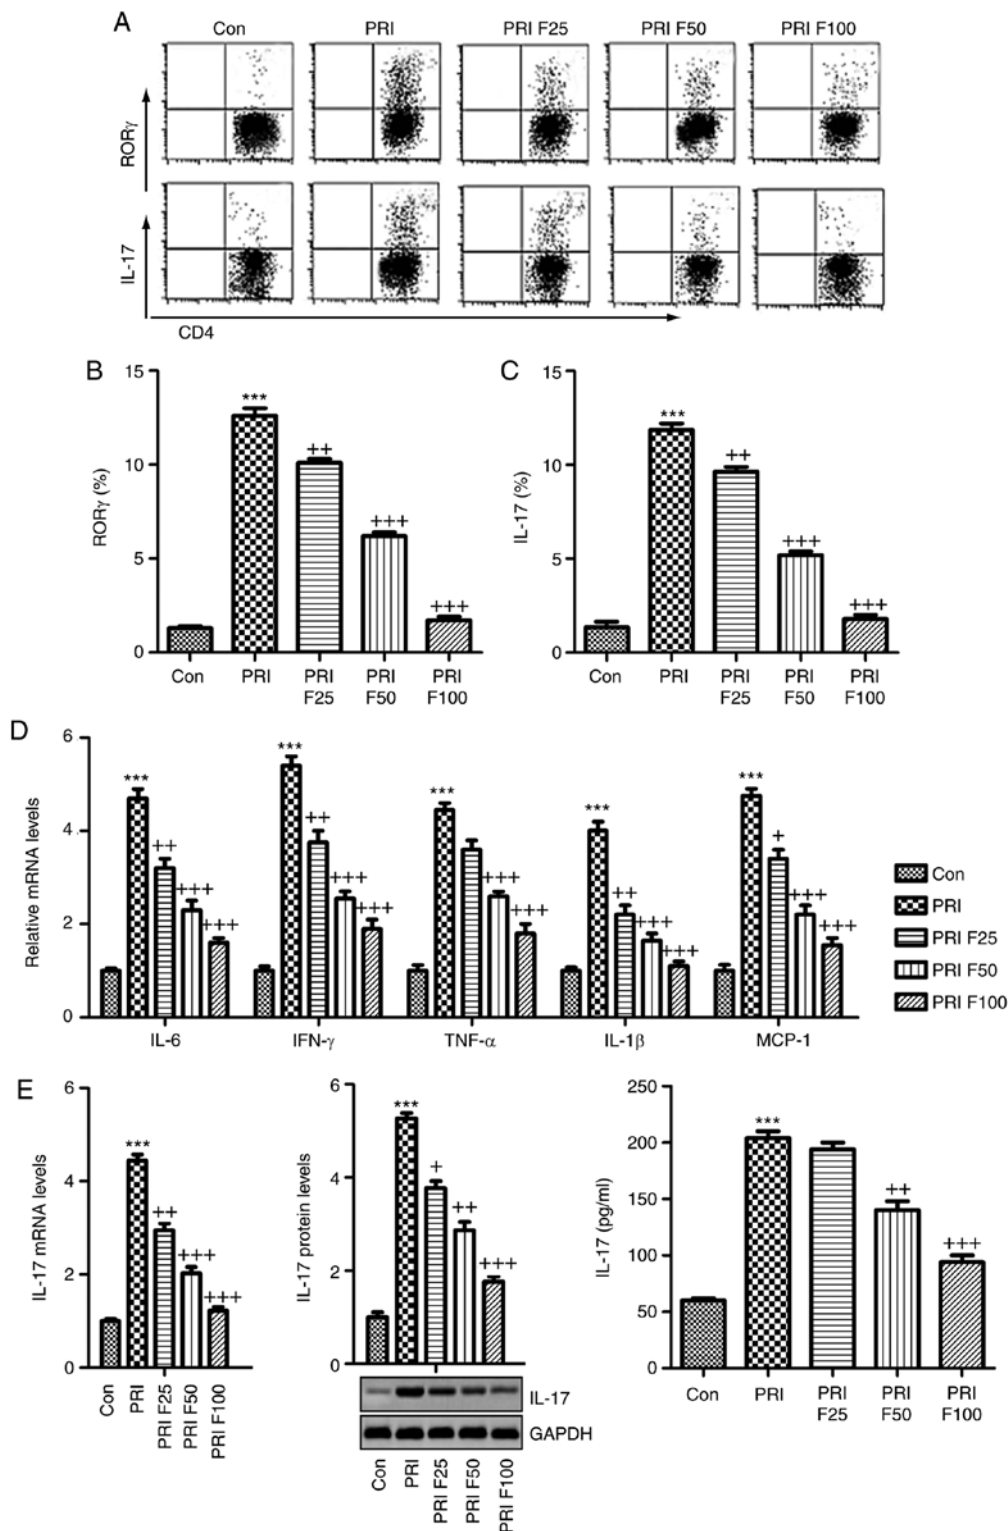 A
Con PRI PRI F25 PRI F50 PRI F100
RORγ
IL-17
CD4
B
15
10
5
0
RORγ (%)
***
++
+++
+++
Con PRI PRI PRI PRI
F25 F50 F100
C
15
10
5
0
IL-17 (%)
***
++
+++
+++
Con PRI PRI PRI PRI
F25 F50 F100
D
6
4
2
0
Relative mRNA levels
*** ++ +++ +++
*** ++ +++ +++
*** +++ +++
*** ++ +++ +++
*** + +++ +++
IL-6 IFN-γ TNF-α IL-1β MCP-1
Con
PRI
PRI F25
PRI F50
PRI F100
E
6
4
2
0
IL-17 mRNA levels
***
++
+++
+++
Con PRI PRI F25 PRI F50 PRI F100
6
4
2
0
IL-17 protein levels
***
+
++
+++
IL-17
GAPDH
Con PRI PRI F25 PRI F50 PRI F100
250
200
150
100
50
0
IL-17 (pg/ml)
***
++
+++
Con PRI PRI PRI PRI
F25 F50 F100